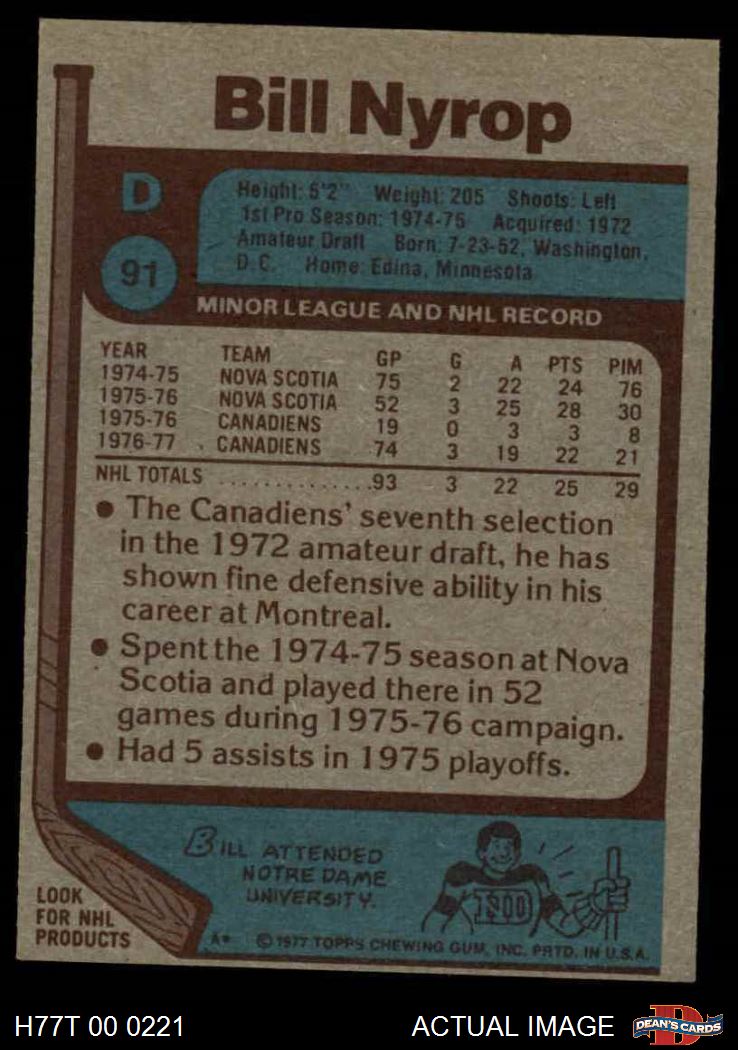 Bill Nyrop
D
91
Height: 6'2" Weight: 205 Shoots: Left
1st Pro Season: 1974-75 Acquired: 1972
Amateur Draft Born: 7-23-52, Washington,
D.C. Home: Edina, Minnesota
MINOR LEAGUE AND NHL RECORD
YEAR TEAM GP G A PTS PIM
1974-75 NOVA SCOTIA 75 2 22 24 76
1975-76 NOVA SCOTIA 52 3 25 28 30
1975-76 CANADIENS 19 0 3 3 8
1976-77 CANADIENS 74 3 19 22 21
NHL TOTALS ..............93 3 22 25 29
● The Canadiens' seventh selection
in the 1972 amateur draft, he has
shown fine defensive ability in his
career at Montreal.
● Spent the 1974-75 season at Nova
Scotia and played there in 52
games during 1975-76 campaign.
● Had 5 assists in 1975 playoffs.
BILL ATTENDED
NOTRE DAME
UNIVERSITY.
ND
LOOK
FOR NHL
PRODUCTS
A* © 1977 TOPPS CHEWING GUM, INC. PRTD. IN U.S.A.
H77T 00 0221 ACTUAL IMAGE
D
DEAN'S CARDS